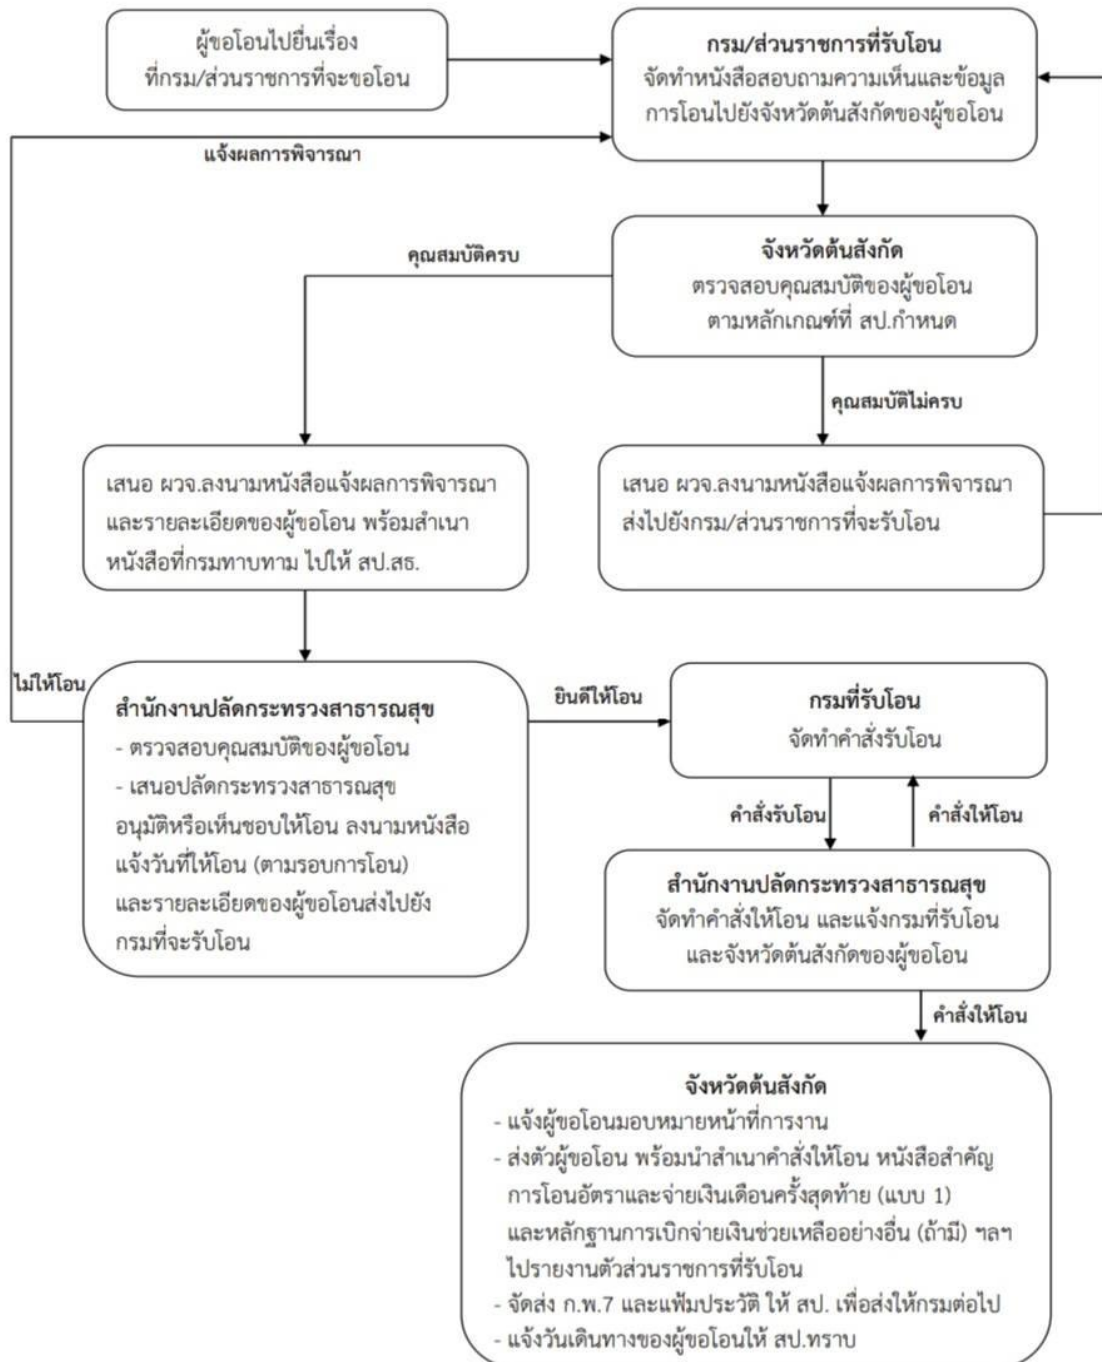 ผู้ขอโอนไปยื่นเรื่อง
ที่กรม/ส่วนราชการที่จะขอโอน
กรม/ส่วนราชการที่รับโอน
จัดทำหนังสือสอบถามความเห็นและข้อมูล
การโอนไปยังจังหวัดต้นสังกัดของผู้ขอโอน
แจ้งผลการพิจารณา
จังหวัดต้นสังกัด
ตรวจสอบคุณสมบัติของผู้ขอโอน
ตามหลักเกณฑ์ที่ สป.กำหนด
คุณสมบัติครบ
คุณสมบัติไม่ครบ
เสนอ ผวจ.ลงนามหนังสือแจ้งผลการพิจารณา
และรายละเอียดของผู้ขอโอน พร้อมสำเนา
หนังสือที่กรมทาบทาม ไปให้ สป.สธ.
เสนอ ผวจ.ลงนามหนังสือแจ้งผลการพิจารณา
ส่งไปยังกรม/ส่วนราชการที่จะรับโอน
ไม่ให้โอน
สำนักงานปลัดกระทรวงสาธารณสุข
- ตรวจสอบคุณสมบัติของผู้ขอโอน
- เสนอปลัดกระทรวงสาธารณสุข
อนุมัติหรือเห็นชอบให้โอน ลงนามหนังสือ
แจ้งวันที่ให้โอน (ตามรอบการโอน)
และรายละเอียดของผู้ขอโอนส่งไปยัง
กรมที่จะรับโอน
ยินดีให้โอน
กรมที่รับโอน
จัดทำคำสั่งรับโอน
คำสั่งรับโอน
คำสั่งให้โอน
สำนักงานปลัดกระทรวงสาธารณสุข
จัดทำคำสั่งให้โอน และแจ้งกรมที่รับโอน
และจังหวัดต้นสังกัดของผู้ขอโอน
คำสั่งให้โอน
จังหวัดต้นสังกัด
- แจ้งผู้ขอโอนมอบหมายหน้าที่การงาน
- ส่งตัวผู้ขอโอน พร้อมนำสำเนาคำสั่งให้โอน หนังสือสำคัญ
การโอนอัตราและจ่ายเงินเดือนครั้งสุดท้าย (แบบ 1)
และหลักฐานการเบิกจ่ายเงินช่วยเหลืออย่างอื่น (ถ้ามี) ฯลฯ
ไปรายงานตัวส่วนราชการที่รับโอน
- จัดส่ง ก.พ.7 และแฟ้มประวัติ ให้ สป. เพื่อส่งให้กรมต่อไป
- แจ้งวันเดินทางของผู้ขอโอนให้ สป.ทราบ